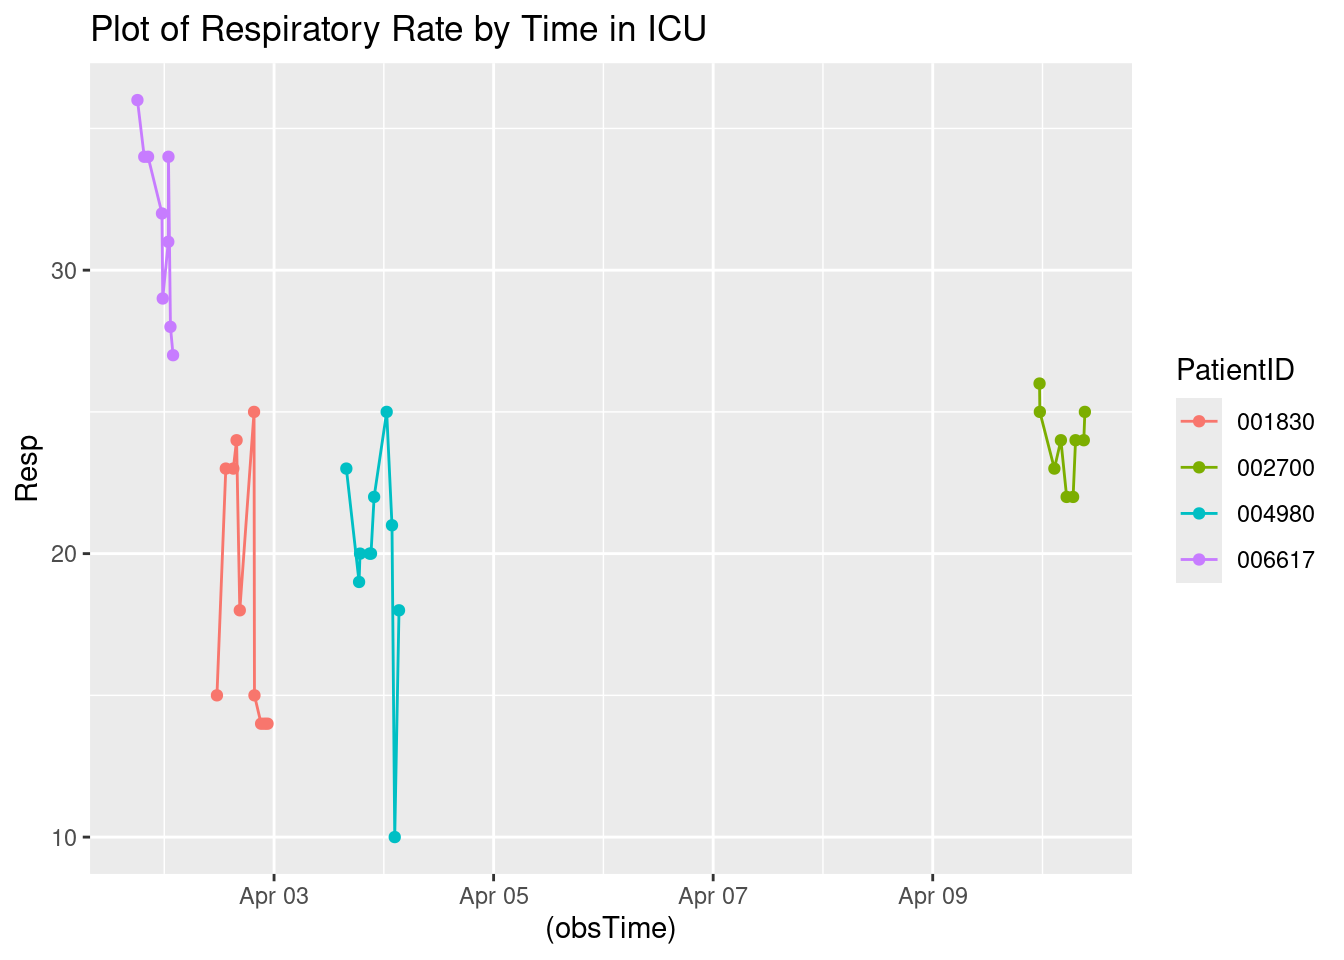 Plot of Respiratory Rate by Time in ICU
Resp
30
20
10
Apr 03 Apr 05 Apr 07 Apr 09
(obsTime)
PatientID
001830
002700
004980
006617